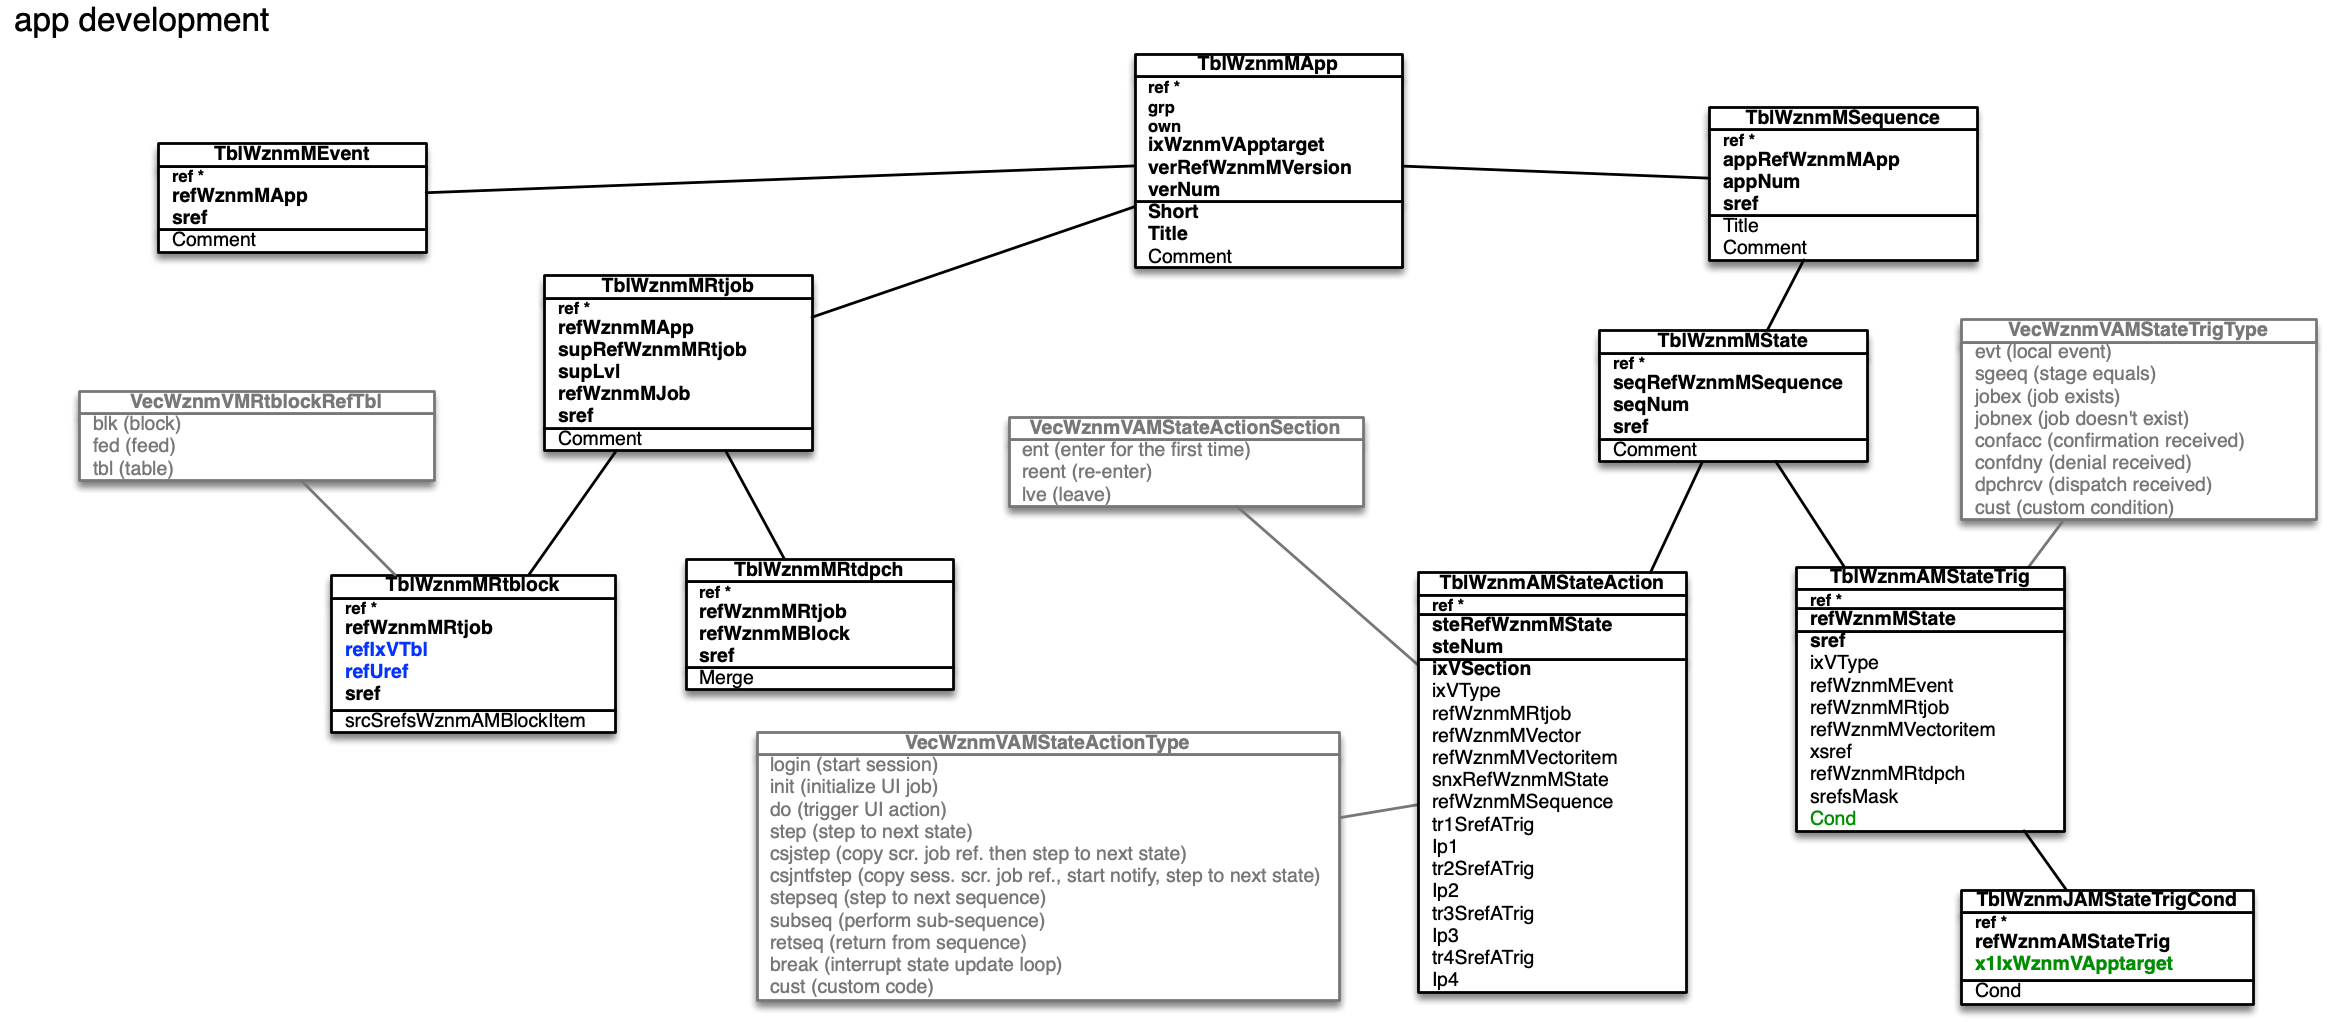 app development
TblWznmMApp
ref *
grp
own
ixWznmVApptarget
verRefWznmMVersion
verNum
Short
Title
Comment
TblWznmMSequence
ref *
appRefWznmMApp
appNum
sref
Title
Comment
TblWznmMEvent
ref *
refWznmMApp
sref
Comment
TblWznmMRtjob
ref *
refWznmMApp
supRefWznmMRtjob
supLvl
refWznmMJob
sref
Comment
TblWznmMState
ref *
seqRefWznmMSequence
seqNum
sref
Comment
VecWznmVAMStateTrigType
evt (local event)
sgeeq (stage equals)
jobex (job exists)
jobnex (job doesn't exist)
confacc (confirmation received)
confdny (denial received)
dpchrcv (dispatch received)
cust (custom condition)
VecWznmVMRtblockRefTbl
blk (block)
fed (feed)
tbl (table)
VecWznmVAMStateActionSection
ent (enter for the first time)
reent (re-enter)
lve (leave)
TblWznmMRtblock
ref *
refWznmMRtjob
refIxVTbl
refUref
sref
srcSrefsWznmAMBlockItem
TblWznmMRtdpch
ref *
refWznmMRtjob
refWznmMBlock
sref
Merge
TblWznmAMStateAction
ref *
steRefWznmMState
steNum
ixVSection
ixVType
refWznmMRtjob
refWznmMVector
refWznmMVectoritem
snxRefWznmMState
refWznmMSequence
tr1SrefATrig
Ip1
tr2SrefATrig
Ip2
tr3SrefATrig
Ip3
tr4SrefATrig
Ip4
TblWznmAMStateTrig
ref *
refWznmMState
sref
ixVType
refWznmMEvent
refWznmMRtjob
refWznmMVectoritem
xsref
refWznmMRtdpch
srefsMask
Cond
VecWznmVAMStateActionType
login (start session)
init (initialize UI job)
do (trigger UI action)
step (step to next state)
csjstep (copy scr. job ref. then step to next state)
csjntfstep (copy sess. scr. job ref., start notify, step to next state)
stepseq (step to next sequence)
subseq (perform sub-sequence)
retseq (return from sequence)
break (interrupt state update loop)
cust (custom code)
TblWznmJAMStateTrigCond
ref *
refWznmAMStateTrig
x1IxWznmVApptarget
Cond